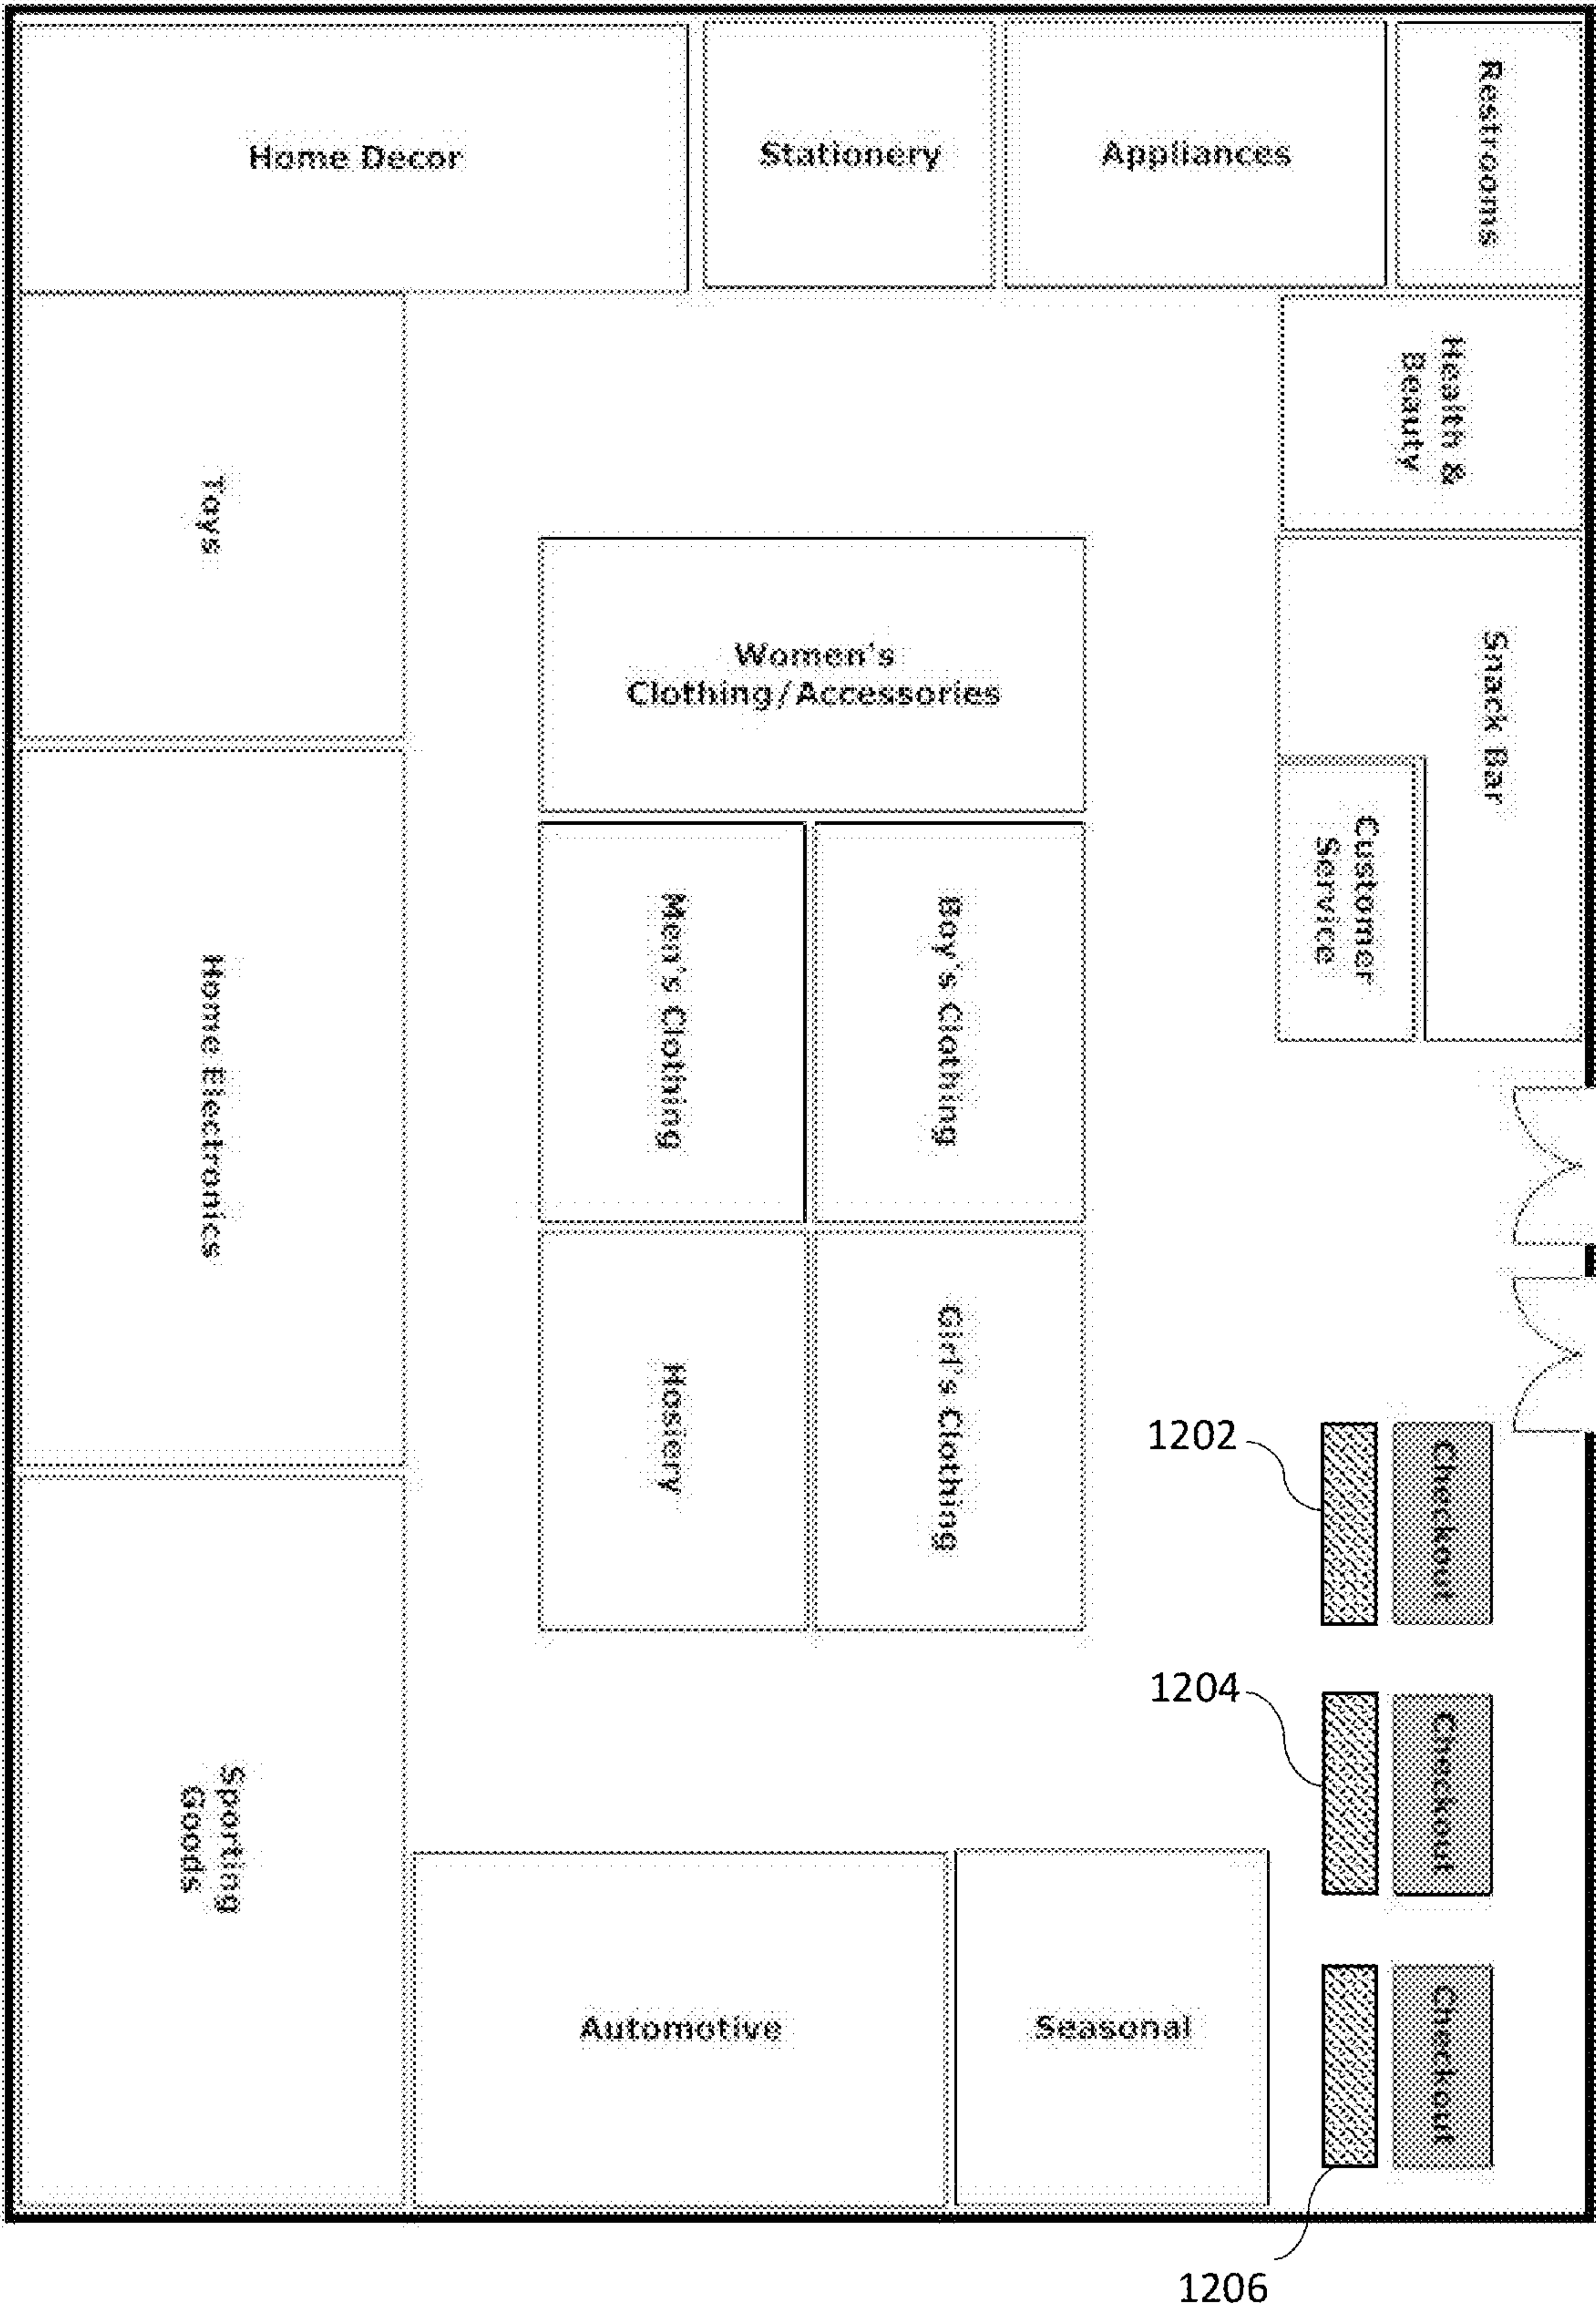 Home Decor
Stationery
Appliances
Restrooms
Health &
Beauty
Toys
Women's
Clothing/Accessories
Snack Bar
Customer
Service
Men's Clothing
Boy's Clothing
Home Electronics
Hosiery
Girl's Clothing
1202
Checkout
1204
Checkout
Sporting
Goods
Automotive
Seasonal
Checkout
1206